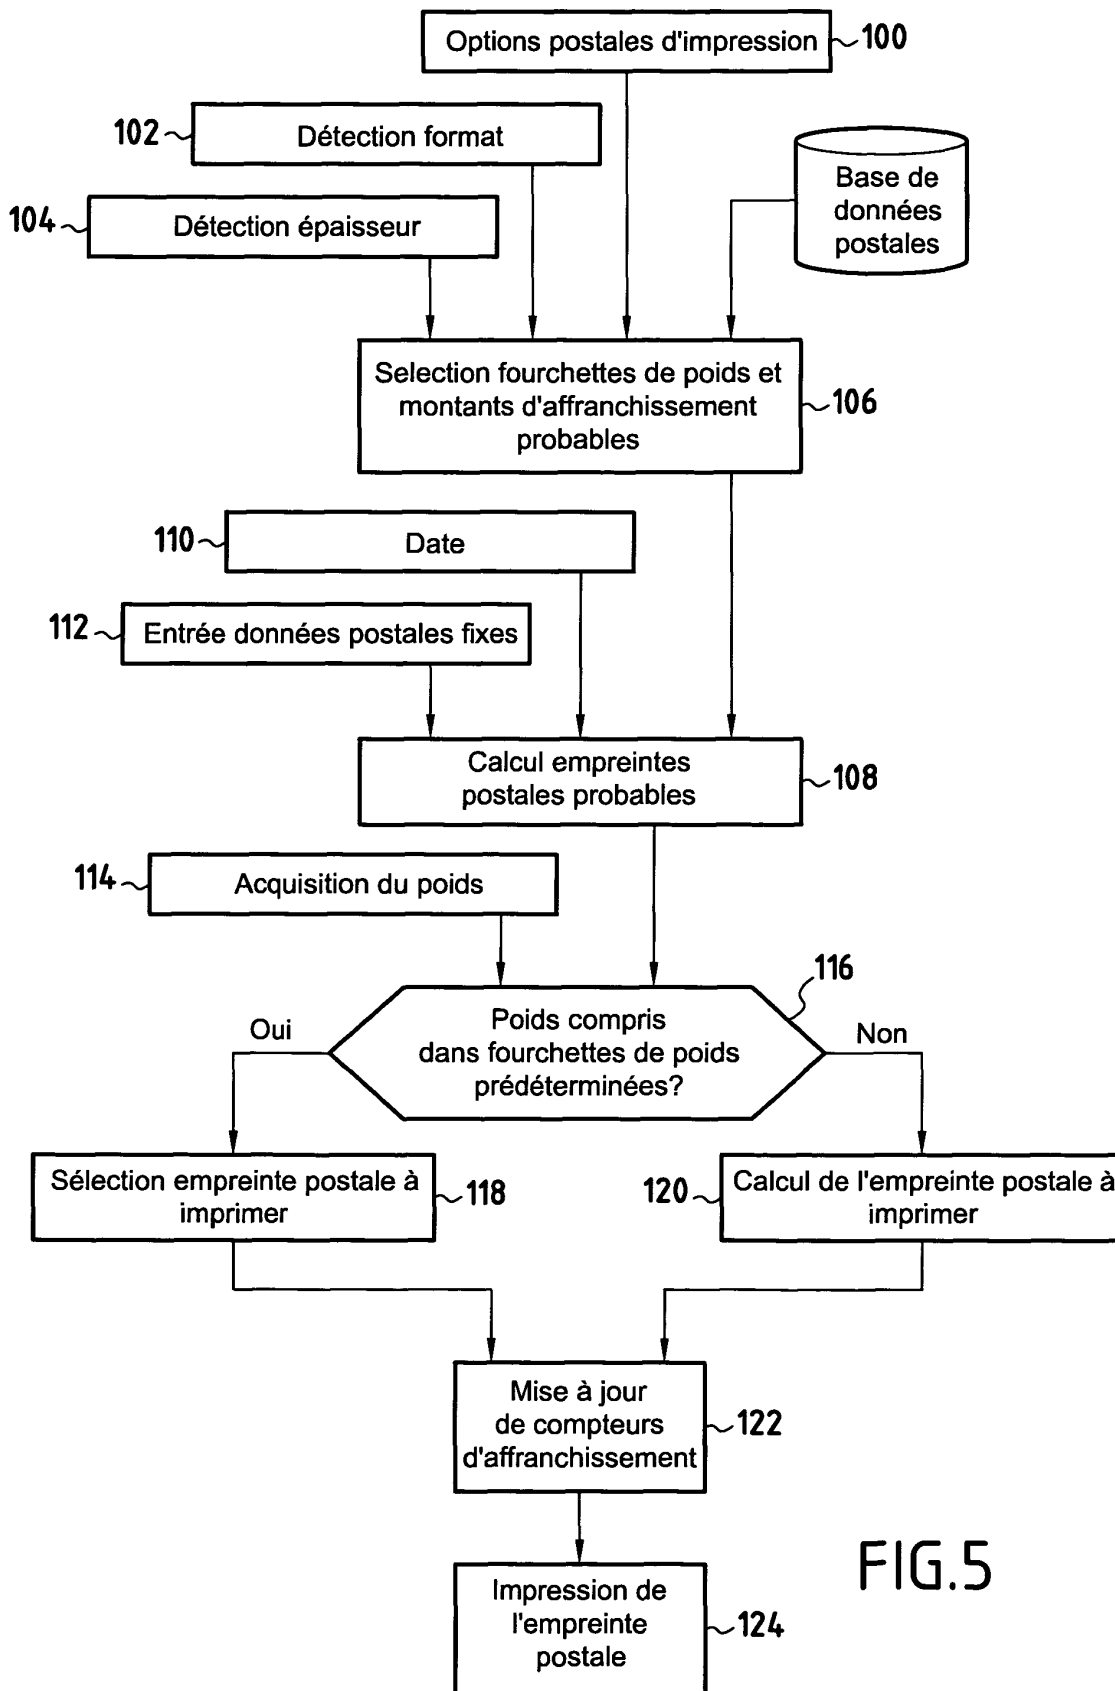 Options postales d'impression
100
102
Détection format
104
Détection épaisseur
Base de
données
postales
Selection fourchettes de poids et
montants d'affranchissement
probables
106
110
Date
112
Entrée données postales fixes
Calcul empreintes
postales probables
108
114
Acquisition du poids
116
Oui
Poids compris
dans fourchettes de poids
prédéterminées?
Non
Sélection empreinte postale à
imprimer
118
120
Calcul de l'empreinte postale à
imprimer
Mise à jour
de compteurs
d'affranchissement
122
Impression de
l'empreinte
postale
124
FIG.5